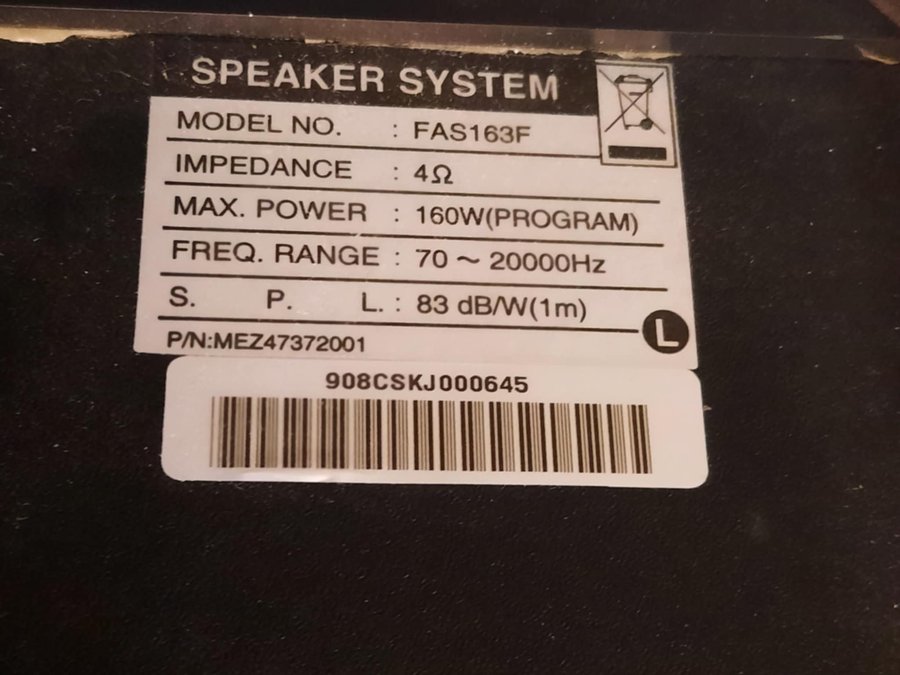 SPEAKER SYSTEM
MODEL NO. : FAS163F
IMPEDANCE : 4Ω
MAX. POWER : 160W(PROGRAM)
FREQ. RANGE : 70 ~ 20000Hz
S. P. L. : 83 dB/W(1m)
P/N:MEZ47372001
L
908CSKJ000645